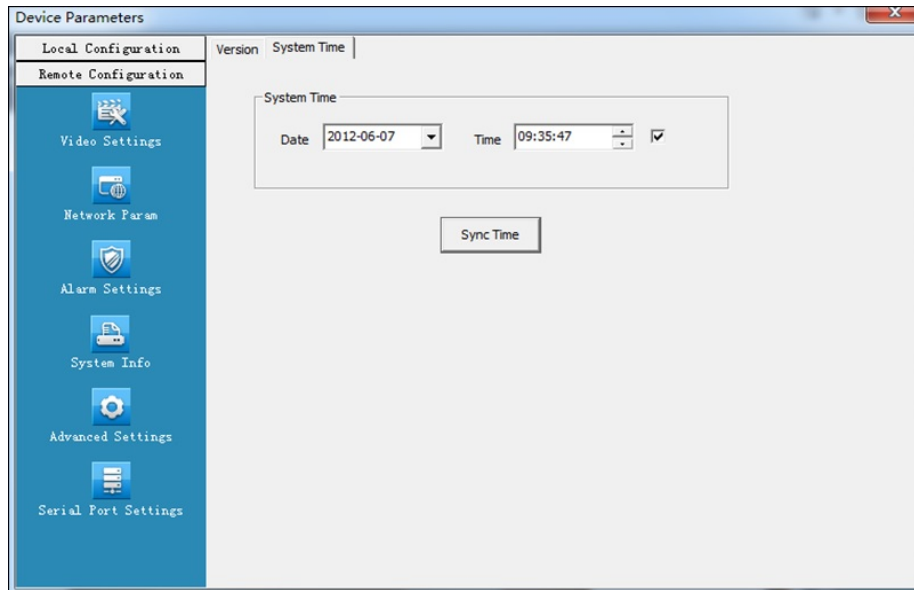 Device Parameters
Local Configuration
Remote Configuration
Video Settings
Network Param
Alarm Settings
System Info
Advanced Settings
Serial Port Settings
Version System Time
System Time
Date 2012-06-07 Time 09:35:47
Sync Time